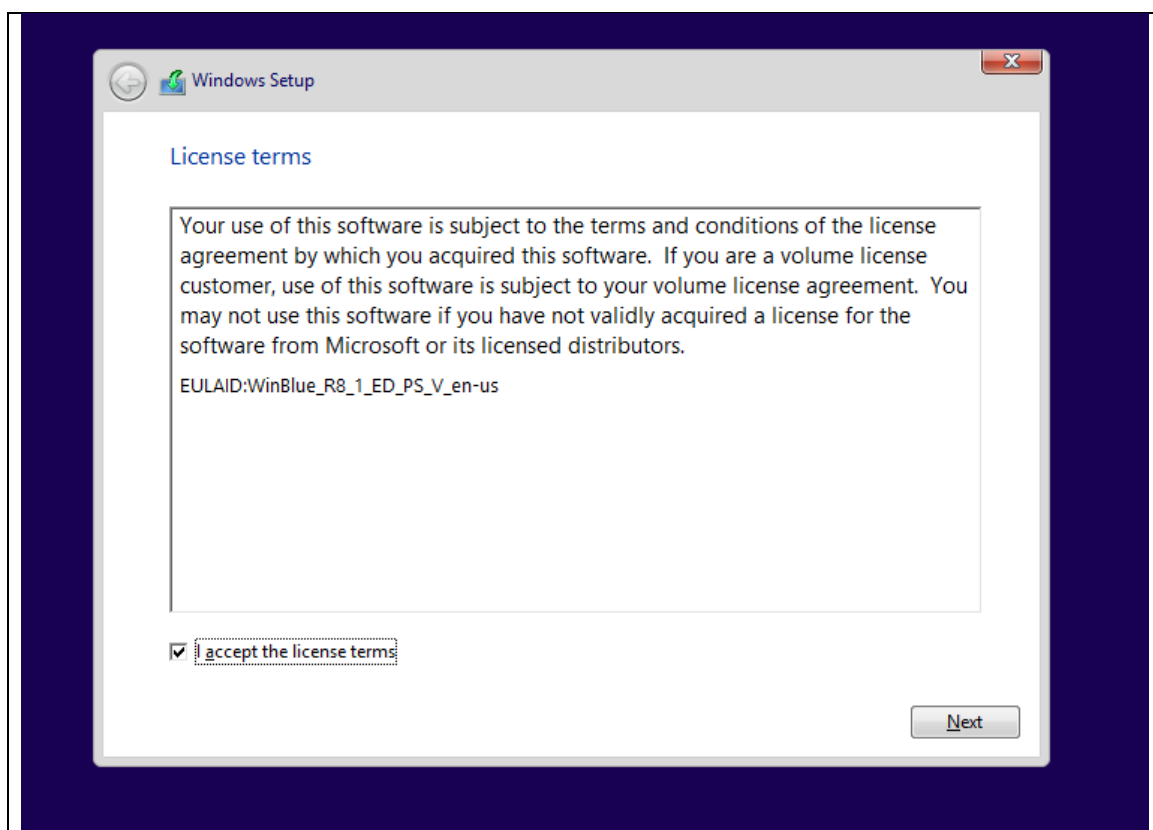 Windows Setup
License terms
Your use of this software is subject to the terms and conditions of the license
agreement by which you acquired this software.  If you are a volume license
customer, use of this software is subject to your volume license agreement.  You
may not use this software if you have not validly acquired a license for the
software from Microsoft or its licensed distributors.
EULAID:WinBlue_R8_1_ED_PS_V_en-us
I accept the license terms
Next